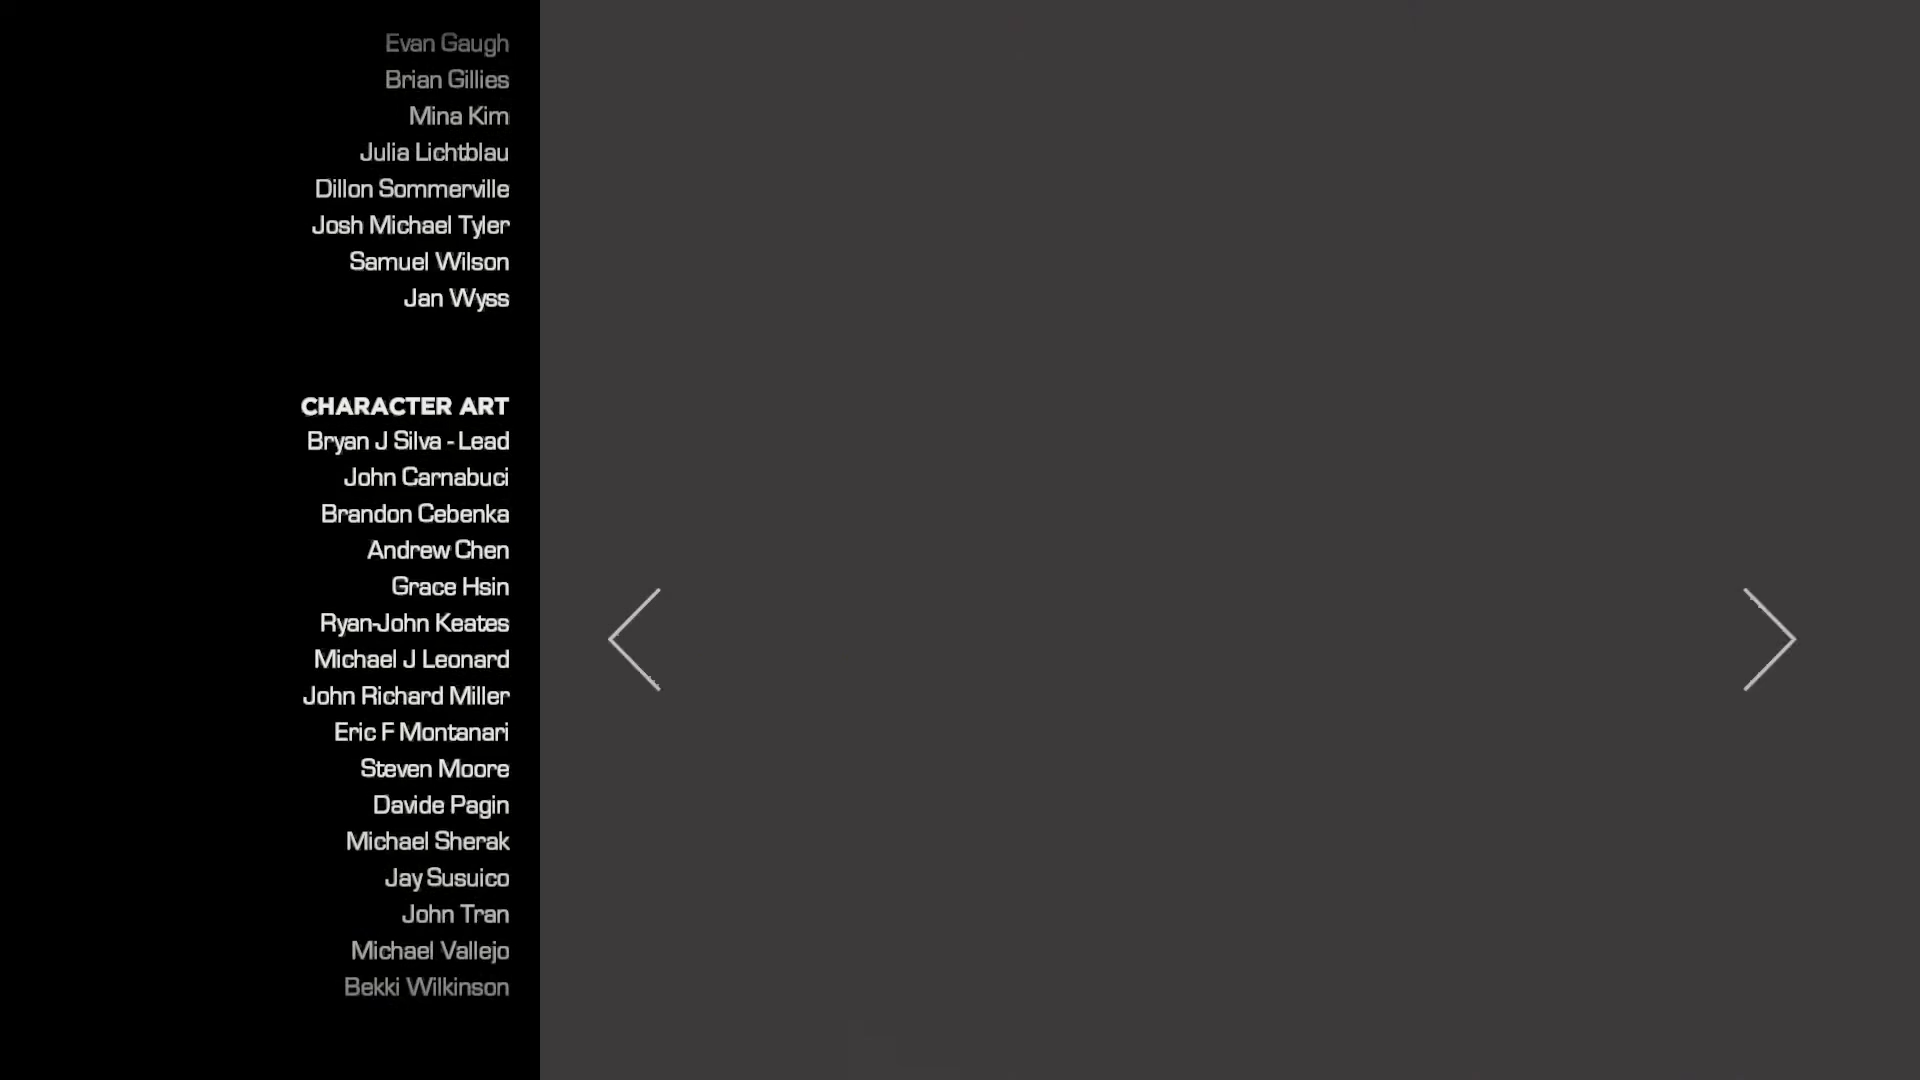 Evan Gaugh
Brian Gillies
Mina Kim
Julia Lichtblau
Dillon Sommerville
Josh Michael Tyler
Samuel Wilson
Jan Wyss
CHARACTER ART
Bryan J Silva - Lead
John Carnabuci
Brandon Cebenka
Andrew Chen
Grace Hsin
Ryan-John Keates
Michael J Leonard
John Richard Miller
Eric F Montanari
Steven Moore
Davide Pagin
Michael Sherak
Jay Susuico
John Tran
Michael Vallejo
Bekki Wilkinson